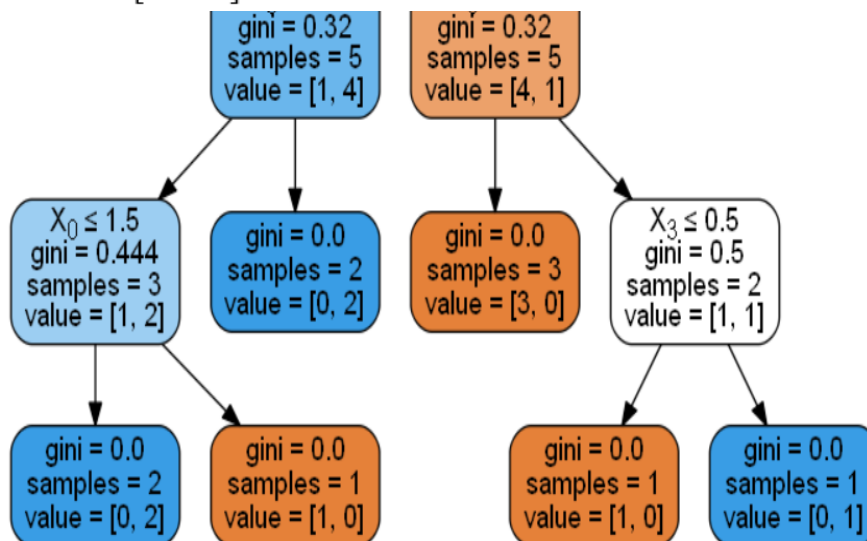 gini = 0.32
samples = 5
value = [1, 4]
gini = 0.32
samples = 5
value = [4, 1]
X0 ≤ 1.5
gini = 0.444
samples = 3
value = [1, 2]
gini = 0.0
samples = 2
value = [0, 2]
gini = 0.0
samples = 3
value = [3, 0]
X3 ≤ 0.5
gini = 0.5
samples = 2
value = [1, 1]
gini = 0.0
samples = 2
value = [0, 2]
gini = 0.0
samples = 1
value = [1, 0]
gini = 0.0
samples = 1
value = [1, 0]
gini = 0.0
samples = 1
value = [0, 1]